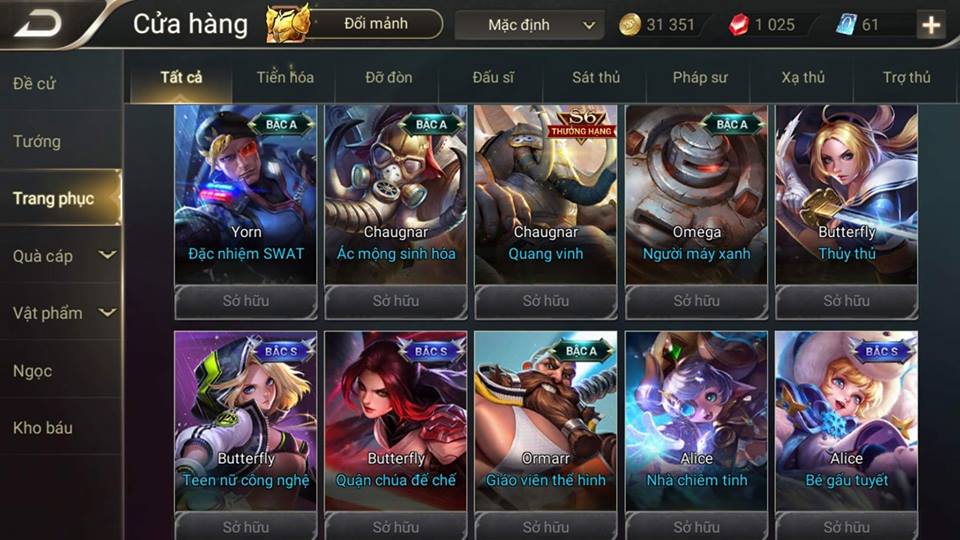 Cửa hàng
Đổi mảnh
Mặc định
31 351
1 025
61
Đề cử
Tướng
Trang phục
Quà cáp
Vật phẩm
Ngọc
Kho báu
Tất cả
Tiến hóa
Đỡ đòn
Đấu sĩ
Sát thủ
Pháp sư
Xạ thủ
Trợ thủ
BẬC A
Yorn
Đặc nhiệm SWAT
Sở hữu
BẬC A
Chaugnar
Ác mộng sinh hóa
Sở hữu
S6
THƯỞNG HẠNG
Chaugnar
Quang vinh
Sở hữu
BẬC A
Omega
Người máy xanh
Sở hữu
Butterfly
Thủy thủ
Sở hữu
BẬC S
Butterfly
Teen nữ công nghệ
Sở hữu
BẬC S
Butterfly
Quận chúa đế chế
Sở hữu
BẬC A
Ormarr
Giáo viên thể hình
Sở hữu
Alice
Nhà chiêm tinh
Sở hữu
BẬC S
Alice
Bé gấu tuyết
Sở hữu